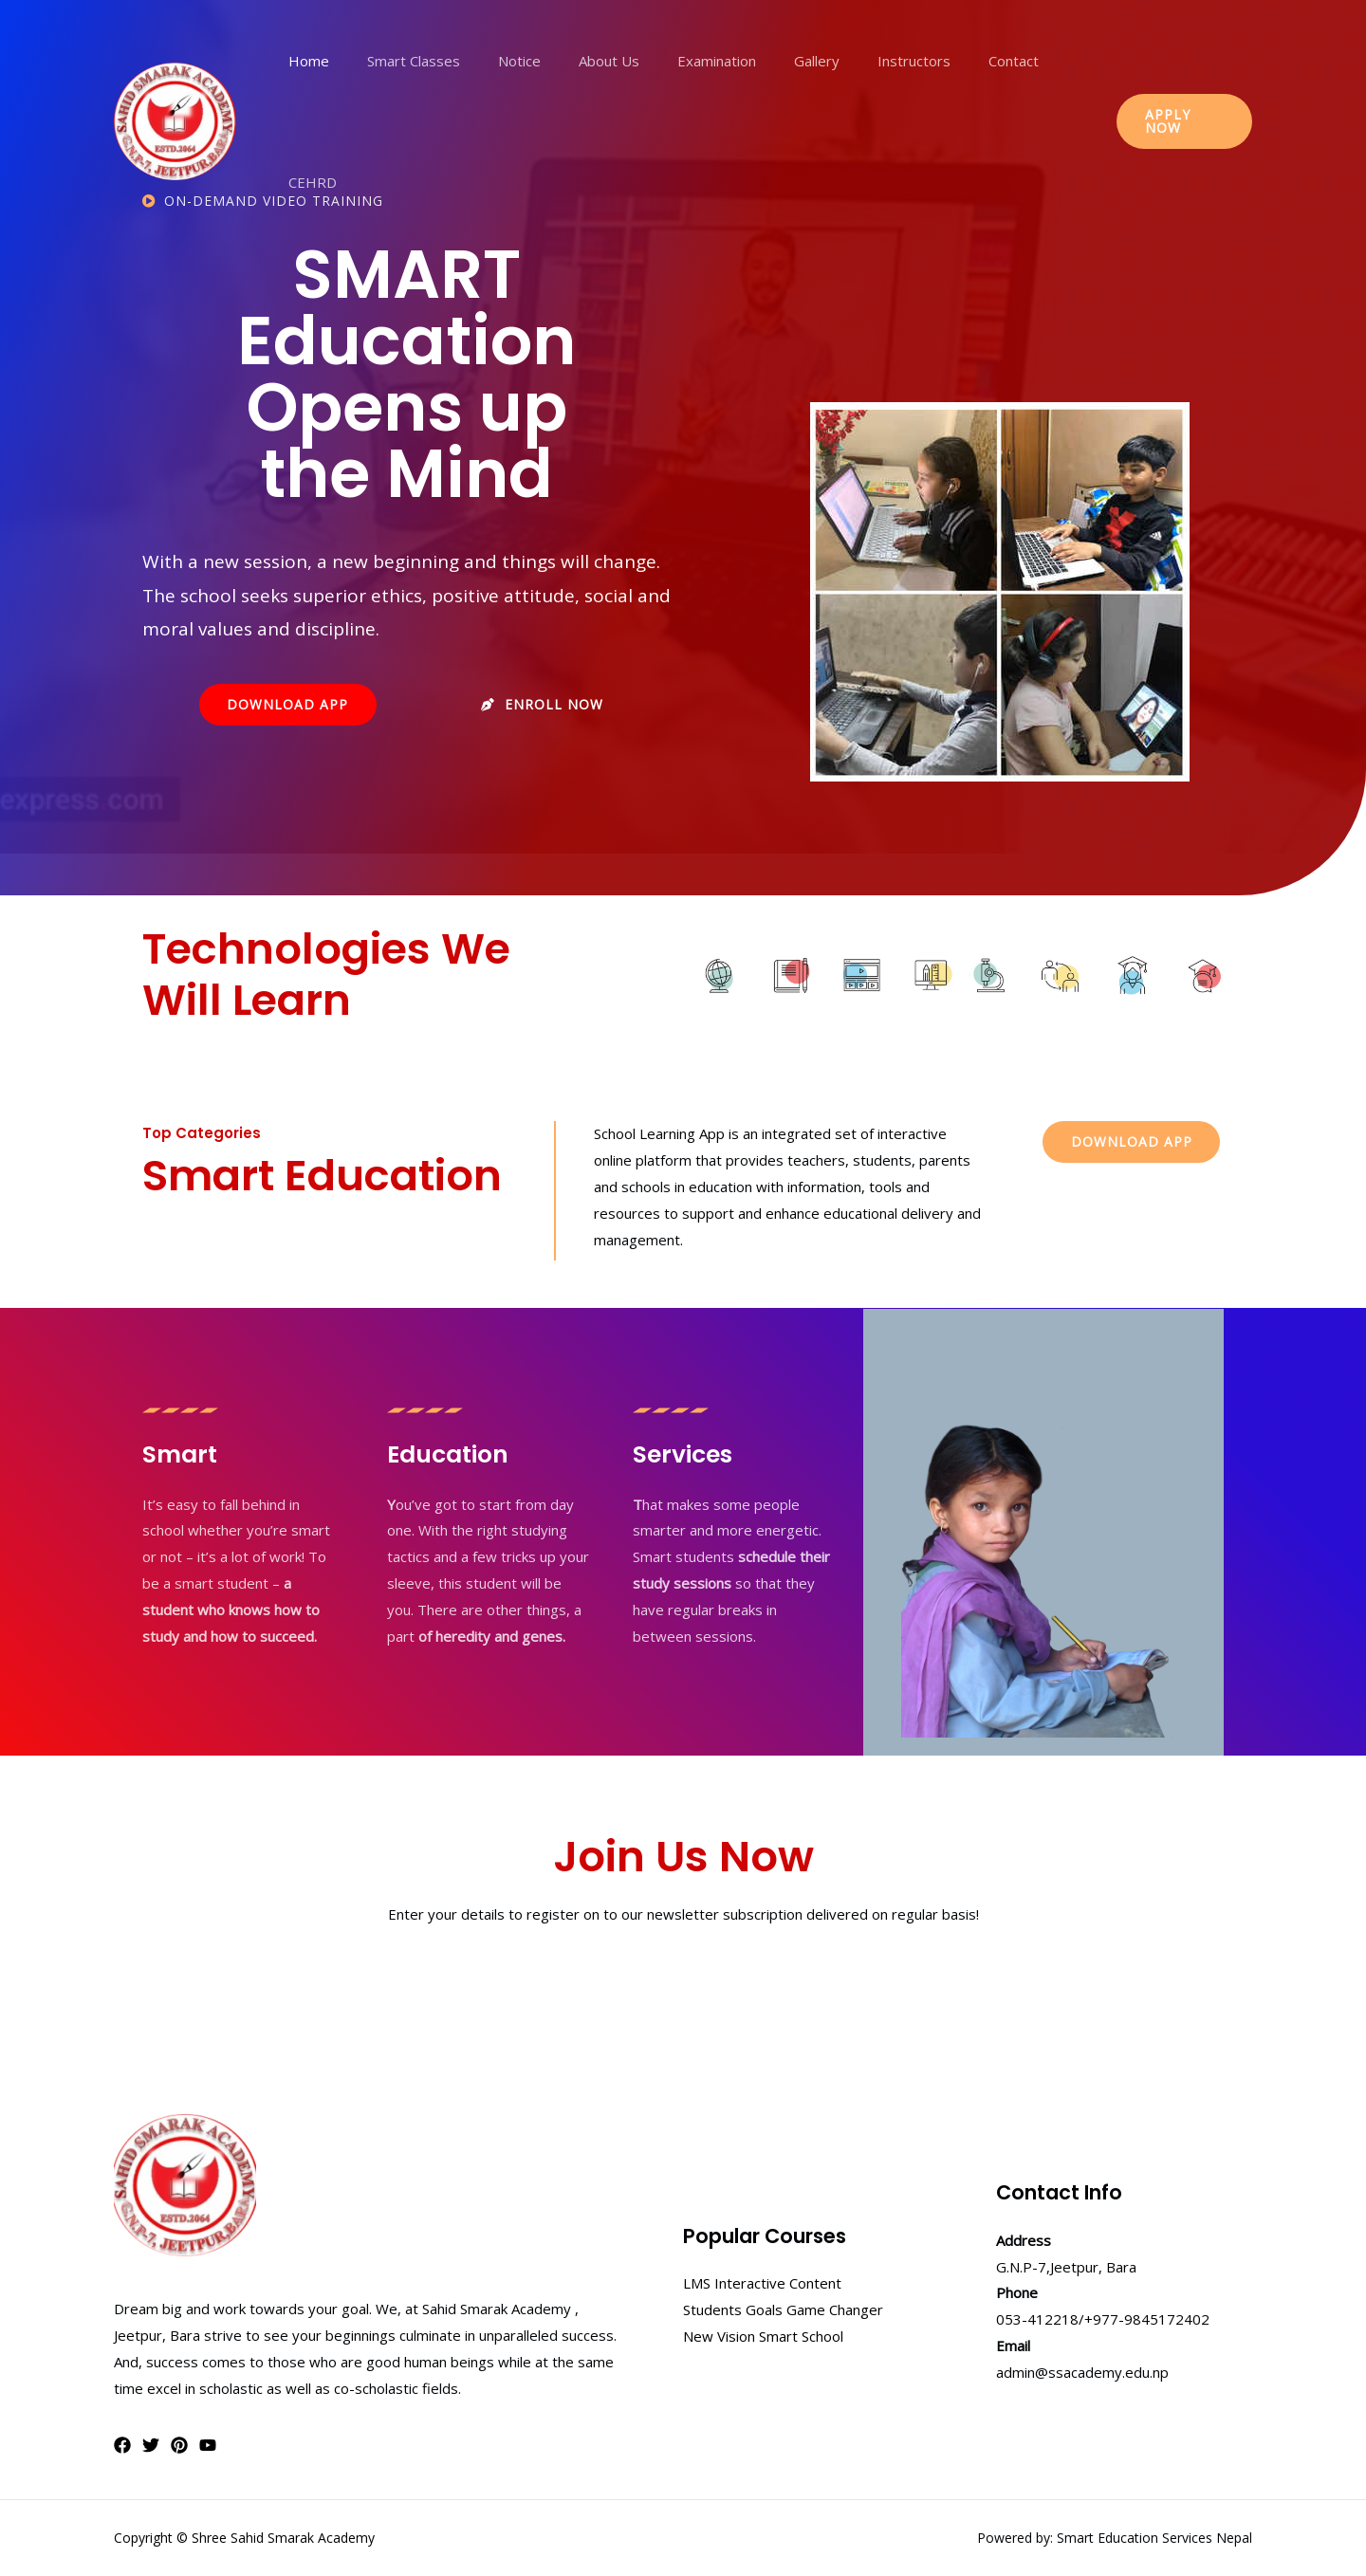 Home
Smart Classes
Notice
About Us
Examination
Gallery
Instructors
Contact
CEHRD
SAHID SMARAK ACADEMY
ESTD.2064
G.N.P-7, JEETPUR,BARA
APPLY
NOW
ON-DEMAND VIDEO TRAINING
SMART
Education
Opens up
the Mind
With a new session, a new beginning and things will change.
The school seeks superior ethics, positive attitude, social and
moral values and discipline.
DOWNLOAD APP
ENROLL NOW
express.com
Technologies We
Will Learn
Top Categories
Smart Education
School Learning App is an integrated set of interactive
online platform that provides teachers, students, parents
and schools in education with information, tools and
resources to support and enhance educational delivery and
management.
DOWNLOAD APP
Smart
It’s easy to fall behind in
school whether you’re smart
or not – it’s a lot of work! To
be a smart student – a
student who knows how to
study and how to succeed.
Education
You’ve got to start from day
one. With the right studying
tactics and a few tricks up your
sleeve, this student will be
you. There are other things, a
part of heredity and genes.
Services
That makes some people
smarter and more energetic.
Smart students schedule their
study sessions so that they
have regular breaks in
between sessions.
Join Us Now
Enter your details to register on to our newsletter subscription delivered on regular basis!
SAHID SMARAK ACADEMY
ESTD.2064
G.N.P-7, JEETPUR,BARA
Dream big and work towards your goal. We, at Sahid Smarak Academy ,
Jeetpur, Bara strive to see your beginnings culminate in unparalleled success.
And, success comes to those who are good human beings while at the same
time excel in scholastic as well as co-scholastic fields.
Popular Courses
LMS Interactive Content
Students Goals Game Changer
New Vision Smart School
Contact Info
Address
G.N.P-7,Jeetpur, Bara
Phone
053-412218/+977-9845172402
Email
admin@ssacademy.edu.np
Copyright © Shree Sahid Smarak Academy
Powered by: Smart Education Services Nepal